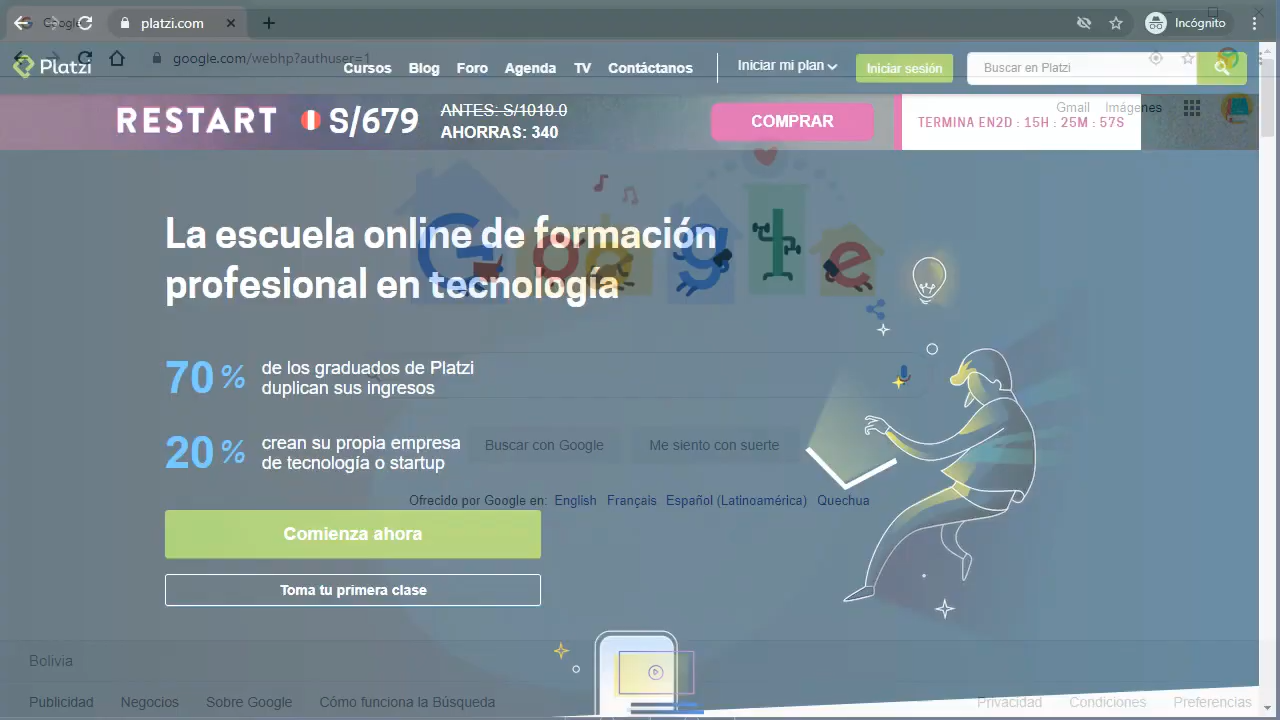 Google
platzi.com
Incógnito
google.com/webhp?authuser=1
Platzi
Cursos Blog Foro Agenda TV Contáctanos
Iniciar mi plan
Iniciar sesión
Buscar en Platzi
Gmail Imágenes
RESTART S/679
ANTES: S/1019.0
AHORRAS: 340
COMPRAR
TERMINA EN2D : 15H : 25M : 57S
Google
La escuela online de formación
profesional en tecnología
70 % de los graduados de Platzi
duplican sus ingresos
20 % crean su propia empresa
de tecnología o startup
Buscar con Google Me siento con suerte
Ofrecido por Google en: English Français Español (Latinoamérica) Quechua
Comienza ahora
Toma tu primera clase
Bolivia
Publicidad Negocios Sobre Google Cómo funciona la Búsqueda
Privacidad Condiciones Preferencias